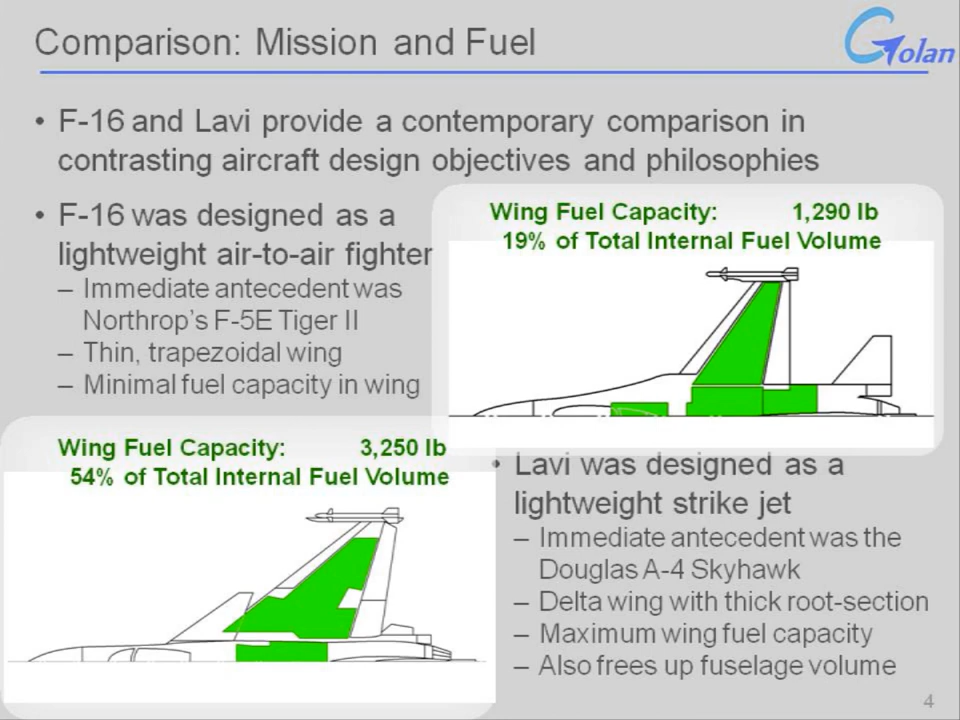 Comparison: Mission and Fuel
Golan
• F-16 and Lavi provide a contemporary comparison in
contrasting aircraft design objectives and philosophies
• F-16 was designed as a
lightweight air-to-air fighter
– Immediate antecedent was
Northrop's F-5E Tiger II
– Thin, trapezoidal wing
– Minimal fuel capacity in wing
Wing Fuel Capacity: 1,290 lb
19% of Total Internal Fuel Volume
Wing Fuel Capacity: 3,250 lb
54% of Total Internal Fuel Volume
• Lavi was designed as a
lightweight strike jet
– Immediate antecedent was the
Douglas A-4 Skyhawk
– Delta wing with thick root-section
– Maximum wing fuel capacity
– Also frees up fuselage volume
4